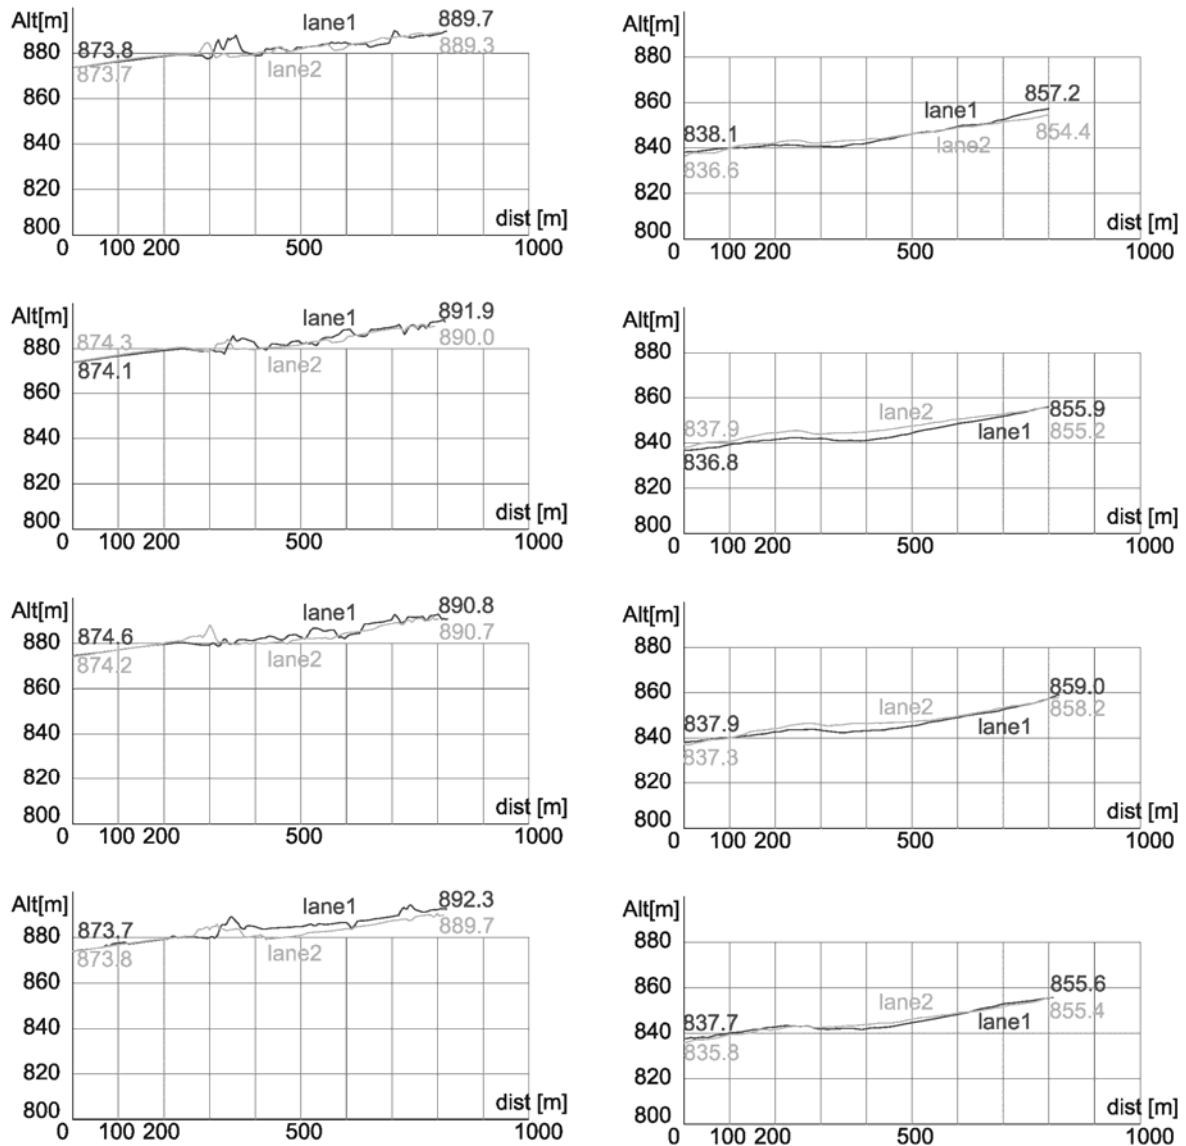 Alt[m]
lane1
889.7
873.8
880
889.3
873.7
lane2
860
840
820
800
dist [m]
0 100 200 500 1000
Alt[m]
880
860
lane1
857.2
838.1
840
lane2
854.4
836.6
820
800
dist [m]
0 100 200 500 1000
Alt[m]
lane1
891.9
874.3
880
890.0
874.1
lane2
860
840
820
800
dist [m]
0 100 200 500 1000
Alt[m]
880
860
lane2
855.9
837.9
840
lane1
855.2
836.8
820
800
dist [m]
0 100 200 500 1000
Alt[m]
lane1
890.8
874.6
880
890.7
874.2
lane2
860
840
820
800
dist [m]
0 100 200 500 1000
Alt[m]
880
860
859.0
lane2
858.2
837.9
lane1
840
837.3
820
800
dist [m]
0 100 200 500 1000
Alt[m]
lane1
892.3
873.7
880
889.7
873.8
lane2
860
840
820
800
dist [m]
0 100 200 500 1000
Alt[m]
880
860
855.6
lane2
855.4
837.7
lane1
840
835.8
820
800
dist [m]
0 100 200 500 1000